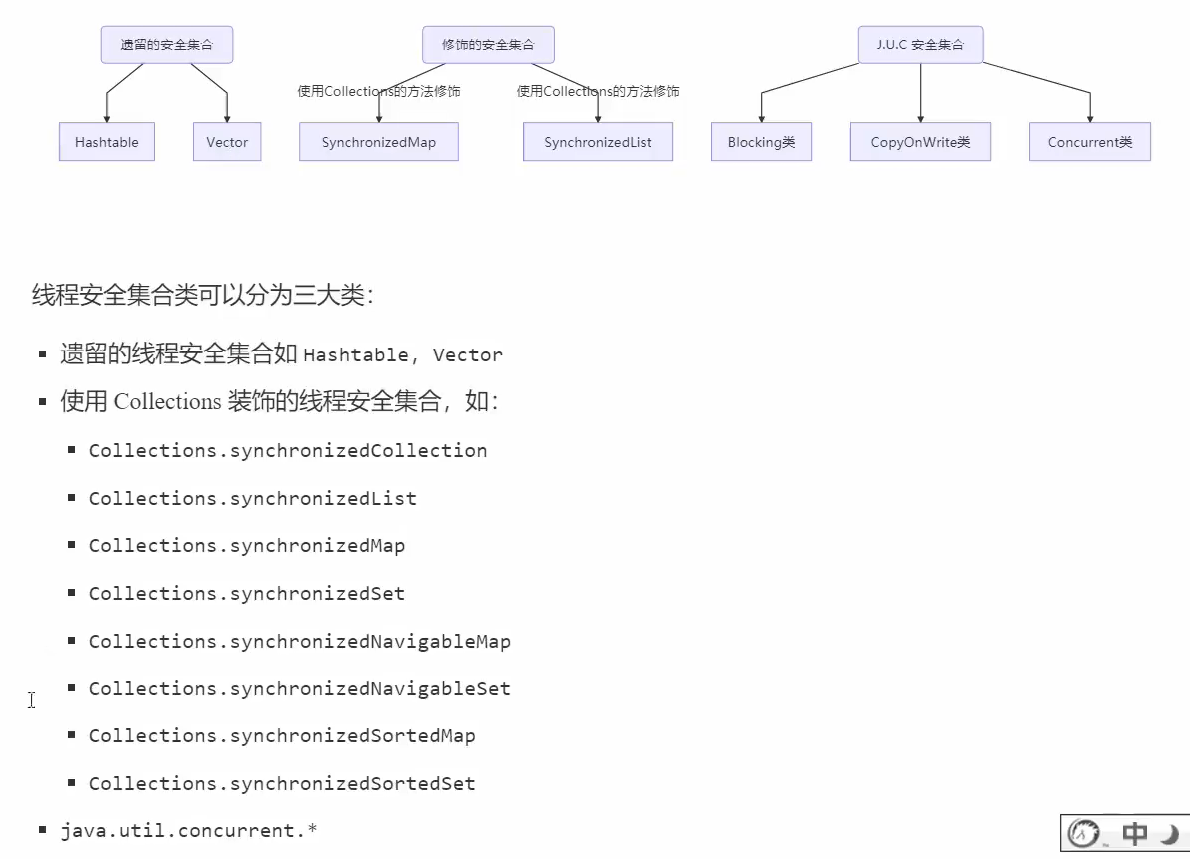 遗留的安全集合
修饰的安全集合
J.U.C 安全集合
使用Collections的方法修饰
使用Collections的方法修饰
Hashtable
Vector
SynchronizedMap
SynchronizedList
Blocking类
CopyOnWrite类
Concurrent类
线程安全集合类可以分为三大类：
遗留的线程安全集合如 Hashtable，Vector
使用 Collections 装饰的线程安全集合，如：
Collections.synchronizedCollection
Collections.synchronizedList
Collections.synchronizedMap
Collections.synchronizedSet
Collections.synchronizedNavigableMap
Collections.synchronizedNavigableSet
Collections.synchronizedSortedMap
Collections.synchronizedSortedSet
java.util.concurrent.*
中